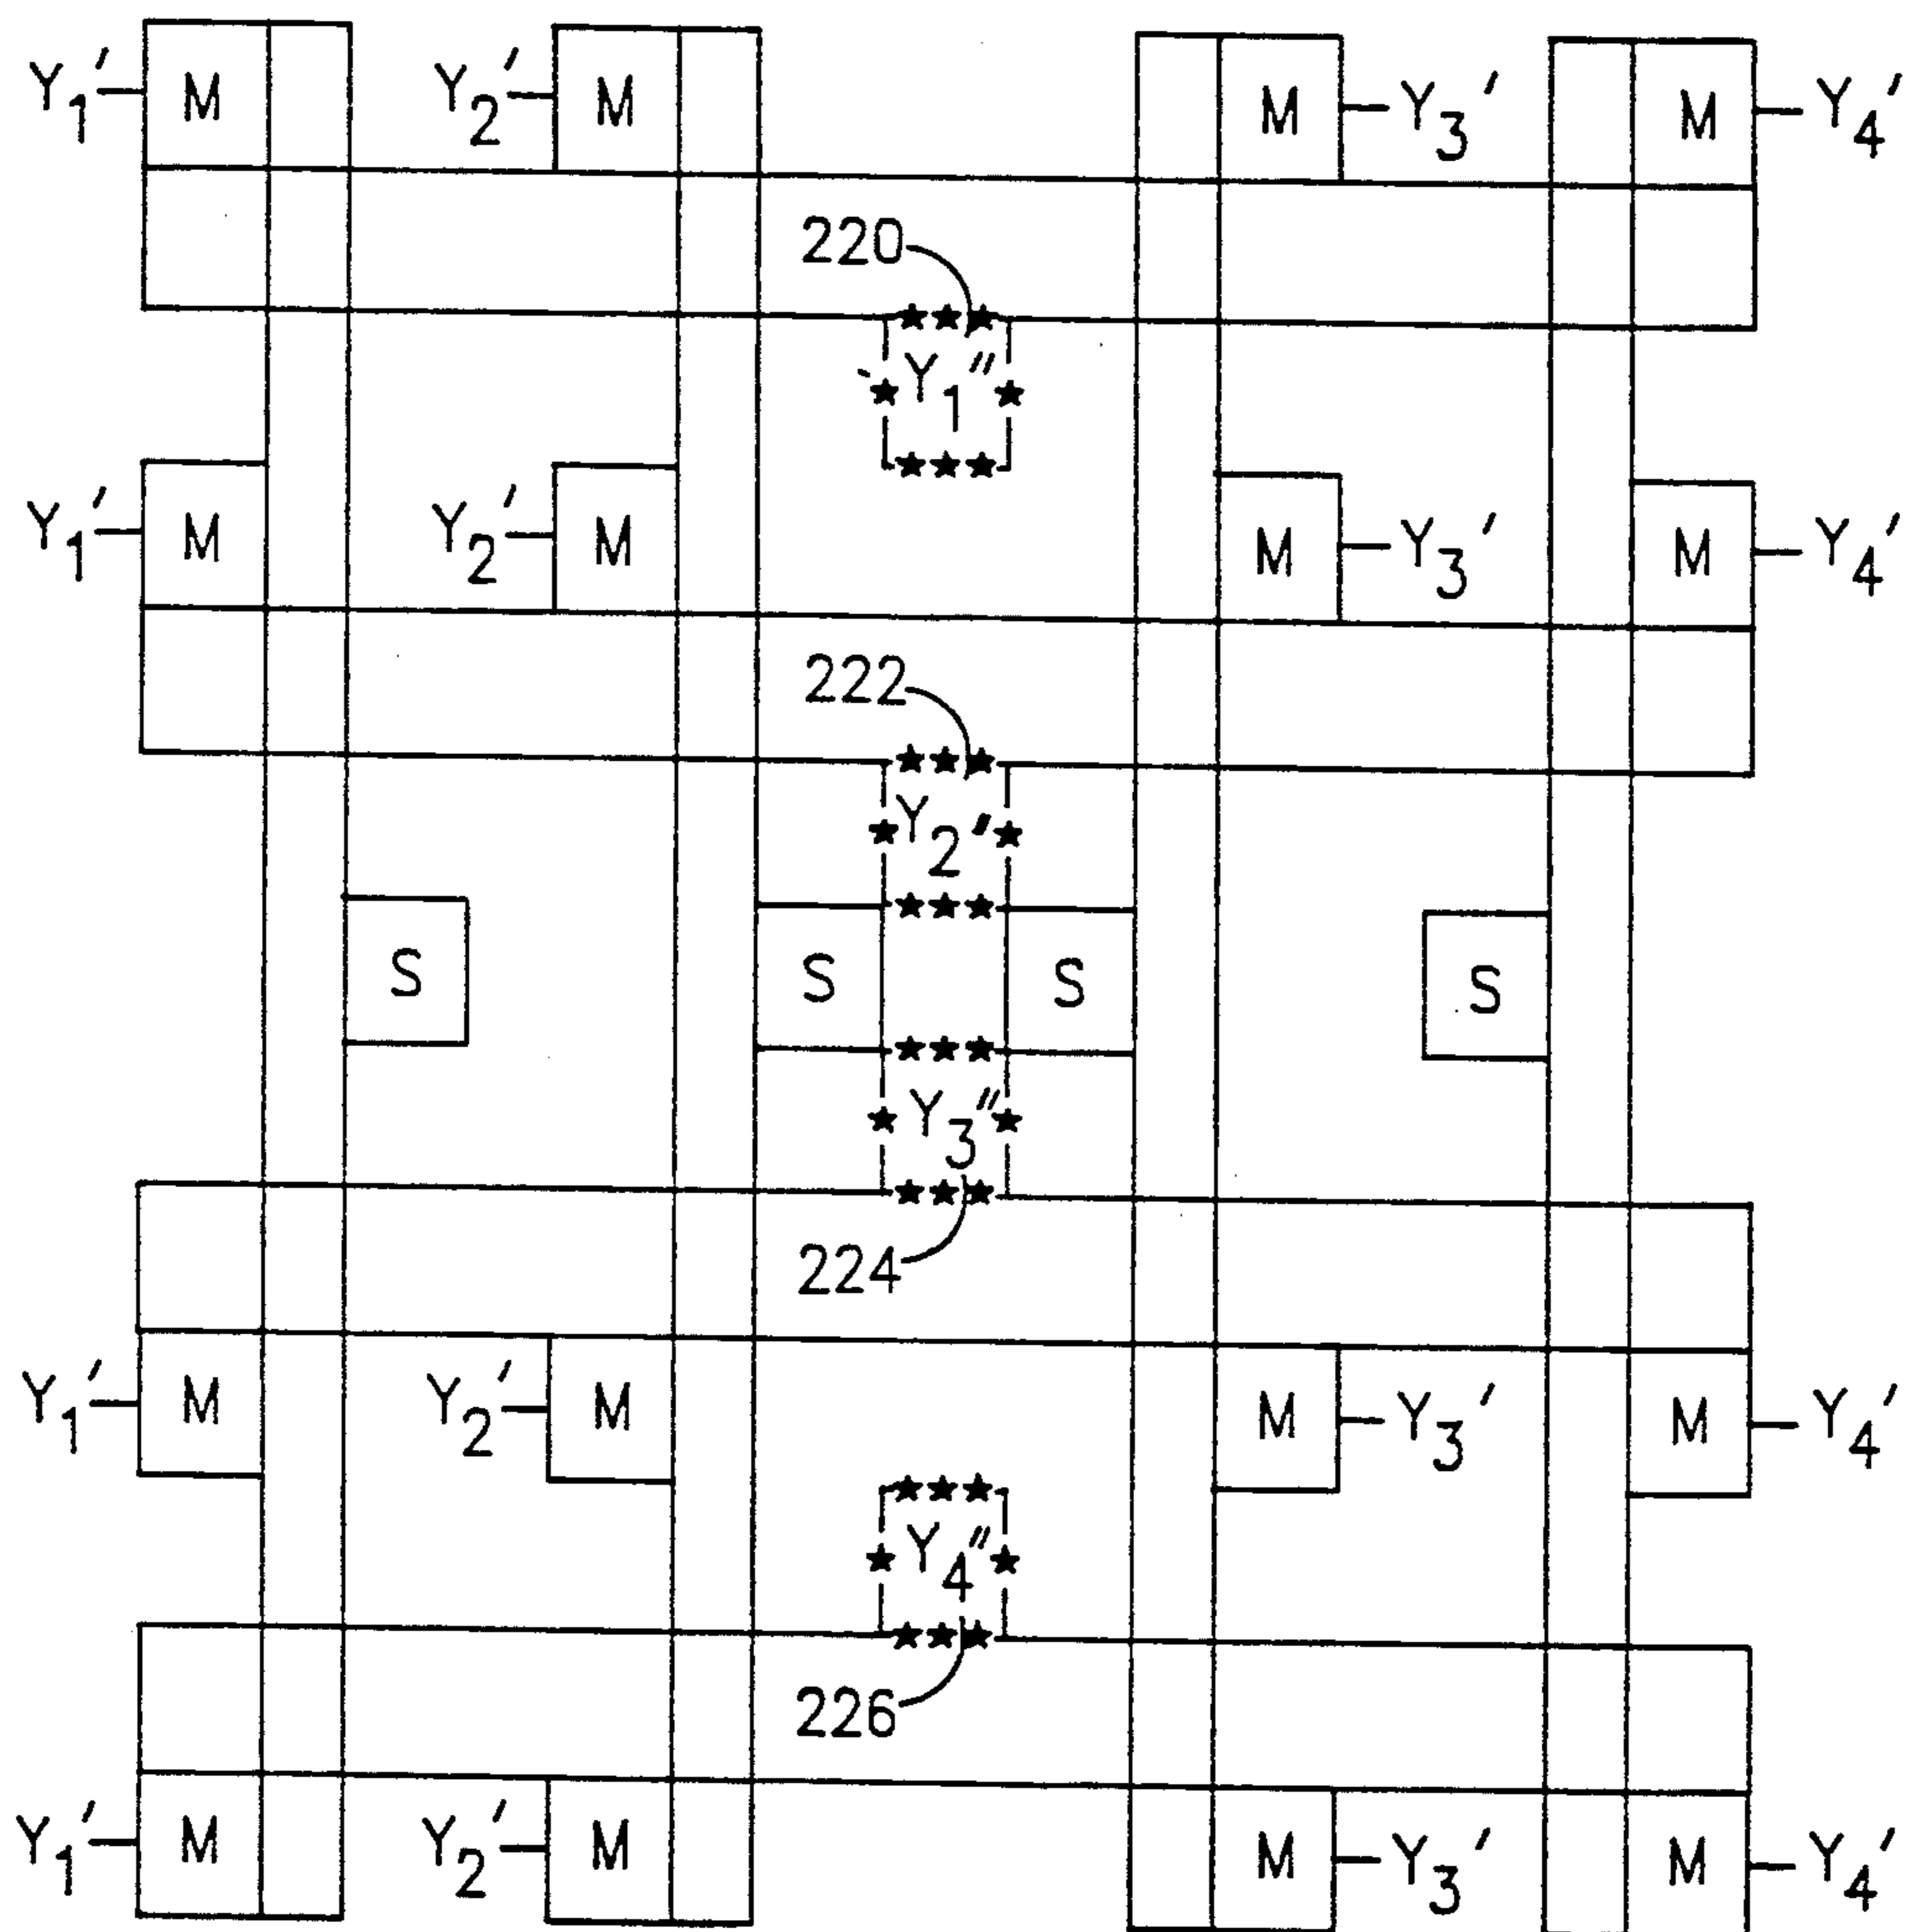 Y₁' M Y₂' M M Y₃' M Y₄'
220
Y₁"
Y₁' M Y₂' M M Y₃' M Y₄'
222
Y₂'
S S S S
Y₃"
224
Y₁' M Y₂' M M Y₃' M Y₄'
Y₄"
226
Y₁' M Y₂' M M Y₃' M Y₄'